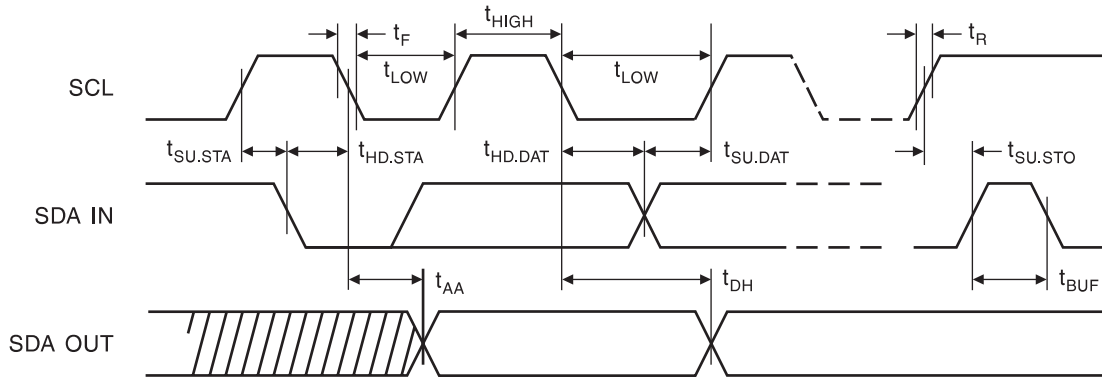 tHIGH
tF
tR
tLOW
tLOW
SCL
tSU.STA
tHD.STA
tHD.DAT
tSU.DAT
tSU.STO
SDA IN
tAA
tDH
tBUF
SDA OUT